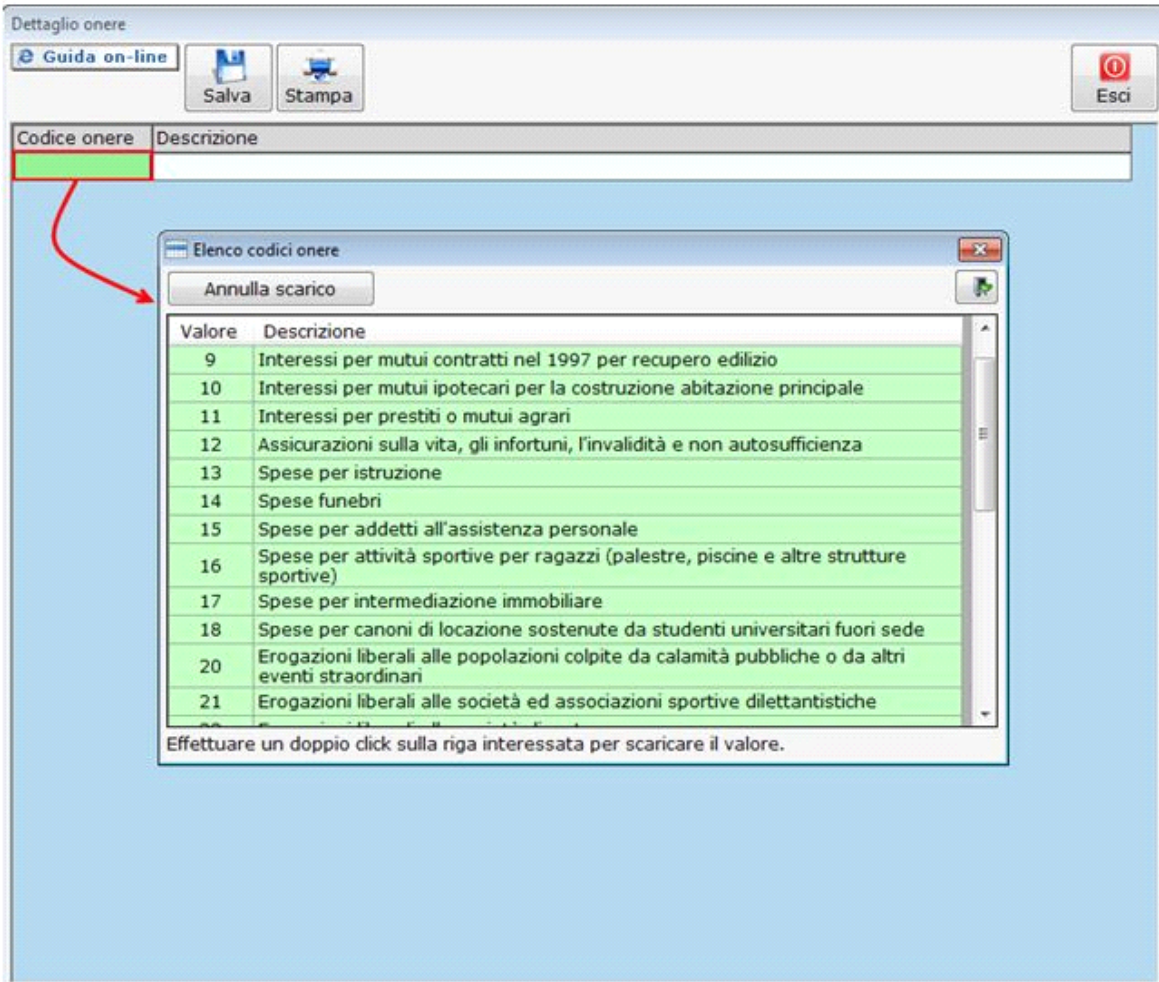 Dettaglio onere
Guida on-line
Salva
Stampa
Esci
Codice onere Descrizione
Elenco codici onere
Annulla scarico
Valore Descrizione
9 Interessi per mutui contratti nel 1997 per recupero edilizio
10 Interessi per mutui ipotecari per la costruzione abitazione principale
11 Interessi per prestiti o mutui agrari
12 Assicurazioni sulla vita, gli infortuni, l'invalidità e non autosufficienza
13 Spese per istruzione
14 Spese funebri
15 Spese per addetti all'assistenza personale
16 Spese per attività sportive per ragazzi (palestre, piscine e altre strutture
sportive)
17 Spese per intermediazione immobiliare
18 Spese per canoni di locazione sostenute da studenti universitari fuori sede
20 Erogazioni liberali alle popolazioni colpite da calamità pubbliche o da altri
eventi straordinari
21 Erogazioni liberali alle società ed associazioni sportive dilettantistiche
Effettuare un doppio click sulla riga interessata per scaricare il valore.